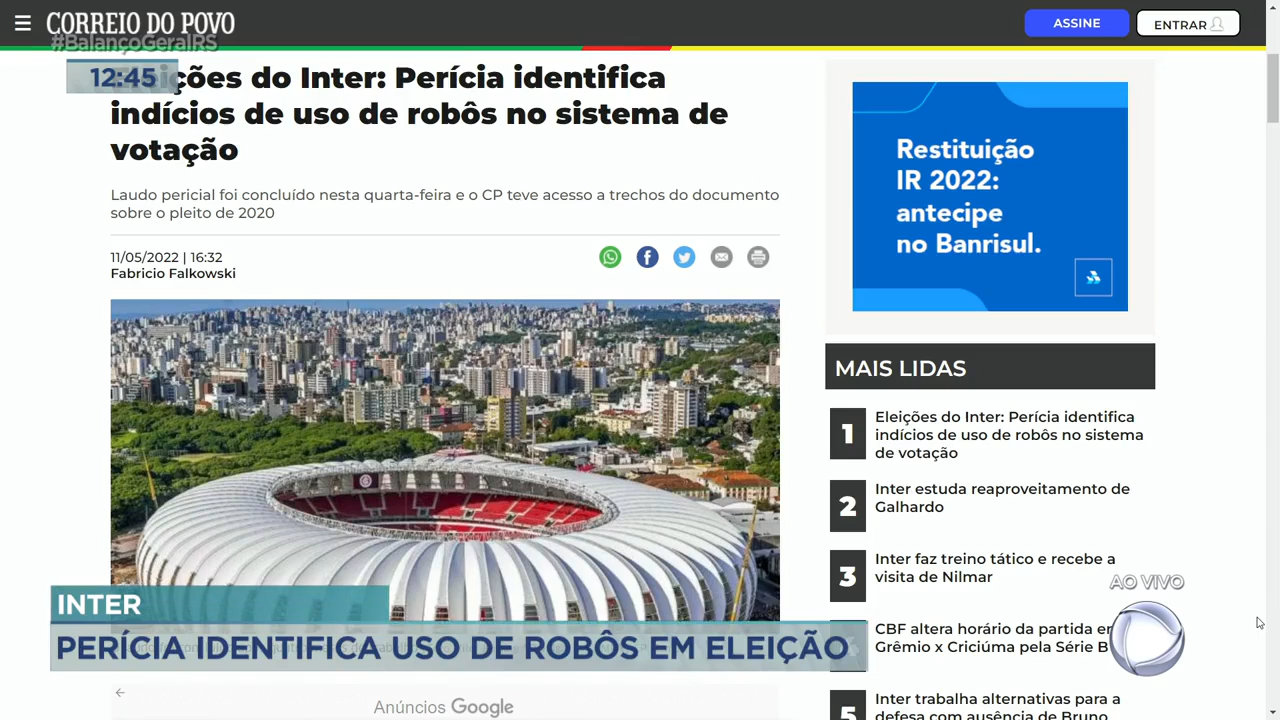 CORREIO DO POVO
ASSINE
ENTRAR
#BalançoGeralRS
12:45
ções do Inter: Perícia identifica
indícios de uso de robôs no sistema de
votação
Laudo pericial foi concluído nesta quarta-feira e o CP teve acesso a trechos do documento
sobre o pleito de 2020
11/05/2022 | 16:32
Fabricio Falkowski
Restituição
IR 2022:
antecipe
no Banrisul.
MAIS LIDAS
1
Eleições do Inter: Perícia identifica
indícios de uso de robôs no sistema
de votação
2
Inter estuda reaproveitamento de
Galhardo
3
Inter faz treino tático e recebe a
visita de Nilmar
CBF altera horário da partida
Grêmio x Criciúma pela Série B
5
Inter trabalha alternativas para a
defesa com ausência de Bruno
AO VIVO
INTER
PERÍCIA IDENTIFICA USO DE ROBÔS EM ELEIÇÃO
Anúncios Google